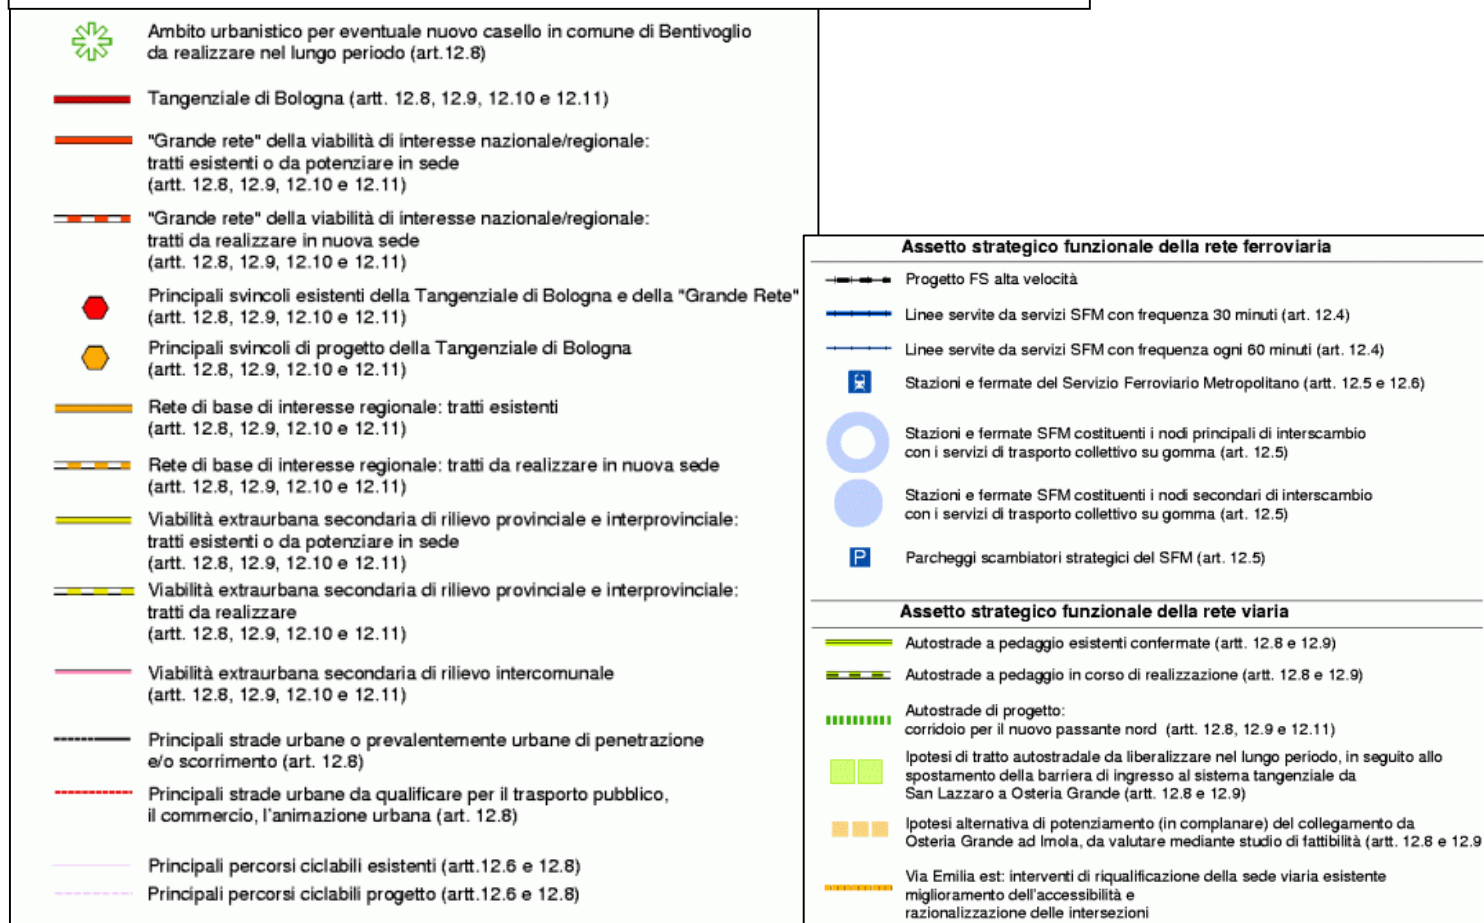 Ambito urbanistico per eventuale nuovo casello in comune di Bentivoglio
da realizzare nel lungo periodo (art.12.8)
Tangenziale di Bologna (artt. 12.8, 12.9, 12.10 e 12.11)
"Grande rete" della viabilità di interesse nazionale/regionale:
tratti esistenti o da potenziare in sede
(artt. 12.8, 12.9, 12.10 e 12.11)
"Grande rete" della viabilità di interesse nazionale/regionale:
tratti da realizzare in nuova sede
(artt. 12.8, 12.9, 12.10 e 12.11)
Principali svincoli esistenti della Tangenziale di Bologna e della "Grande Rete"
(artt. 12.8, 12.9, 12.10 e 12.11)
Principali svincoli di progetto della Tangenziale di Bologna
(artt. 12.8, 12.9, 12.10 e 12.11)
Rete di base di interesse regionale: tratti esistenti
(artt. 12.8, 12.9, 12.10 e 12.11)
Rete di base di interesse regionale: tratti da realizzare in nuova sede
(artt. 12.8, 12.9, 12.10 e 12.11)
Viabilità extraurbana secondaria di rilievo provinciale e interprovinciale:
tratti esistenti o da potenziare in sede
(artt. 12.8, 12.9, 12.10 e 12.11)
Viabilità extraurbana secondaria di rilievo provinciale e interprovinciale:
tratti da realizzare
(artt. 12.8, 12.9, 12.10 e 12.11)
Viabilità extraurbana secondaria di rilievo intercomunale
(artt. 12.8, 12.9, 12.10 e 12.11)
Principali strade urbane o prevalentemente urbane di penetrazione
e/o scorrimento (art. 12.8)
Principali strade urbane da qualificare per il trasporto pubblico,
il commercio, l'animazione urbana (art. 12.8)
Principali percorsi ciclabili esistenti (artt.12.6 e 12.8)
Principali percorsi ciclabili progetto (artt.12.6 e 12.8)
Assetto strategico funzionale della rete ferroviaria
Progetto FS alta velocità
Linee servite da servizi SFM con frequenza 30 minuti (art. 12.4)
Linee servite da servizi SFM con frequenza ogni 60 minuti (art. 12.4)
Stazioni e fermate del Servizio Ferroviario Metropolitano (artt. 12.5 e 12.6)
Stazioni e fermate SFM costituenti i nodi principali di interscambio
con i servizi di trasporto collettivo su gomma (art. 12.5)
Stazioni e fermate SFM costituenti i nodi secondari di interscambio
con i servizi di trasporto collettivo su gomma (art. 12.5)
P Parcheggi scambiatori strategici del SFM (art. 12.5)
Assetto strategico funzionale della rete viaria
Autostrade a pedaggio esistenti confermate (artt. 12.8 e 12.9)
Autostrade a pedaggio in corso di realizzazione (artt. 12.8 e 12.9)
Autostrade di progetto:
corridoio per il nuovo passante nord (artt. 12.8, 12.9 e 12.11)
Ipotesi di tratto autostradale da liberalizzare nel lungo periodo, in seguito allo
spostamento della barriera di ingresso al sistema tangenziale da
San Lazzaro a Osteria Grande (artt. 12.8 e 12.9)
Ipotesi alternativa di potenziamento (in complanare) del collegamento da
Osteria Grande ad Imola, da valutare mediante studio di fattibilità (artt. 12.8 e 12.9
Via Emilia est: interventi di riqualificazione della sede viaria esistente
miglioramento dell'accessibilità e
razionalizzazione delle intersezioni